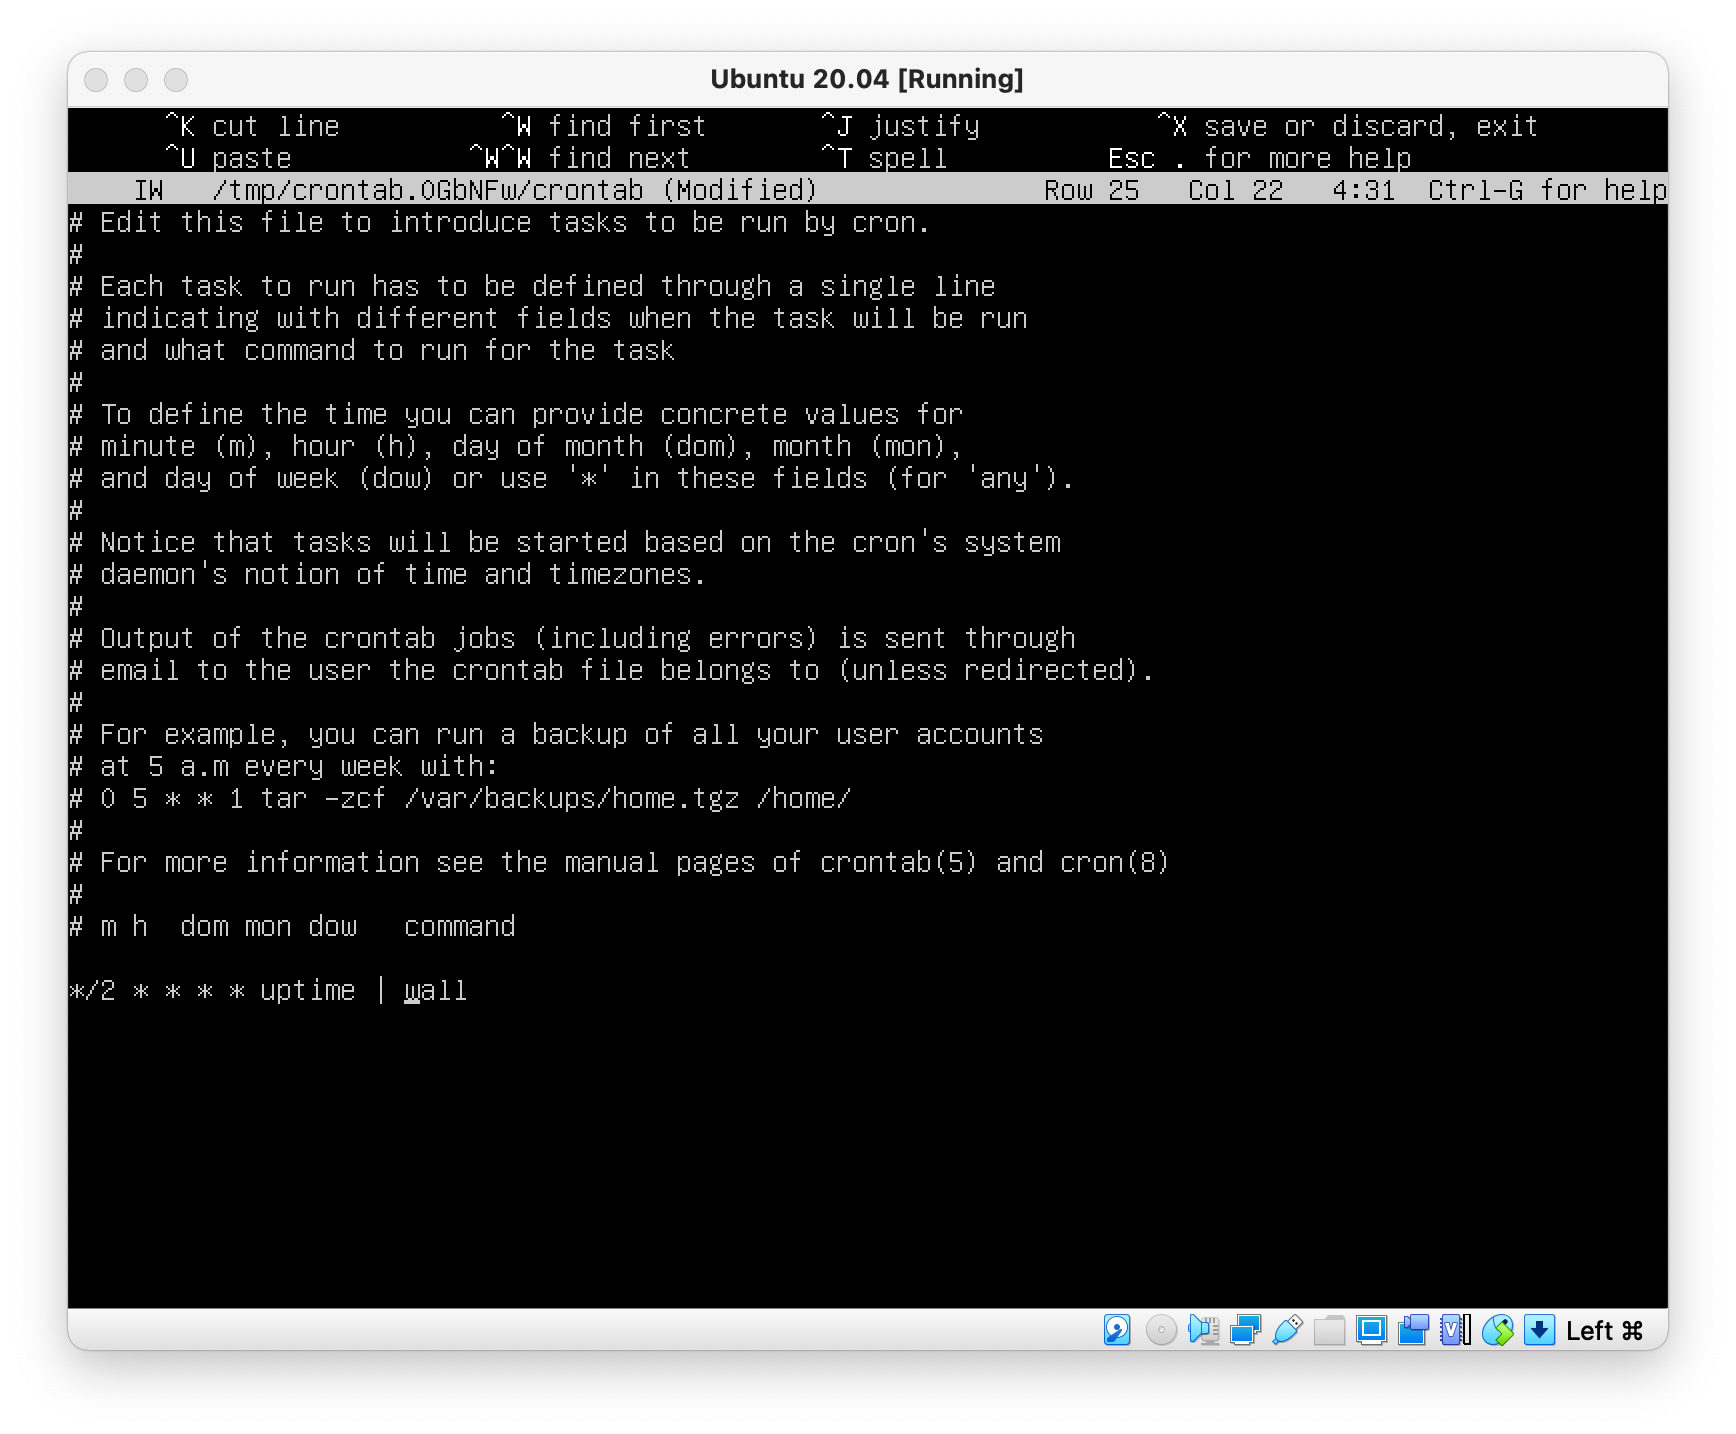 Ubuntu 20.04 [Running]
^K cut line ^W find first ^J justify ^X save or discard, exit
^U paste ^W^W find next ^T spell Esc . for more help
IW /tmp/crontab.OGbNFw/crontab (Modified) Row 25 Col 22 4:31 Ctrl-G for help
# Edit this file to introduce tasks to be run by cron.
#
# Each task to run has to be defined through a single line
# indicating with different fields when the task will be run
# and what command to run for the task
#
# To define the time you can provide concrete values for
# minute (m), hour (h), day of month (dom), month (mon),
# and day of week (dow) or use '*' in these fields (for 'any').
#
# Notice that tasks will be started based on the cron's system
# daemon's notion of time and timezones.
#
# Output of the crontab jobs (including errors) is sent through
# email to the user the crontab file belongs to (unless redirected).
#
# For example, you can run a backup of all your user accounts
# at 5 a.m every week with:
# 0 5 * * 1 tar -zcf /var/backups/home.tgz /home/
#
# For more information see the manual pages of crontab(5) and cron(8)
#
# m h  dom mon dow   command
*/2 * * * * uptime | wall
Left ⌘